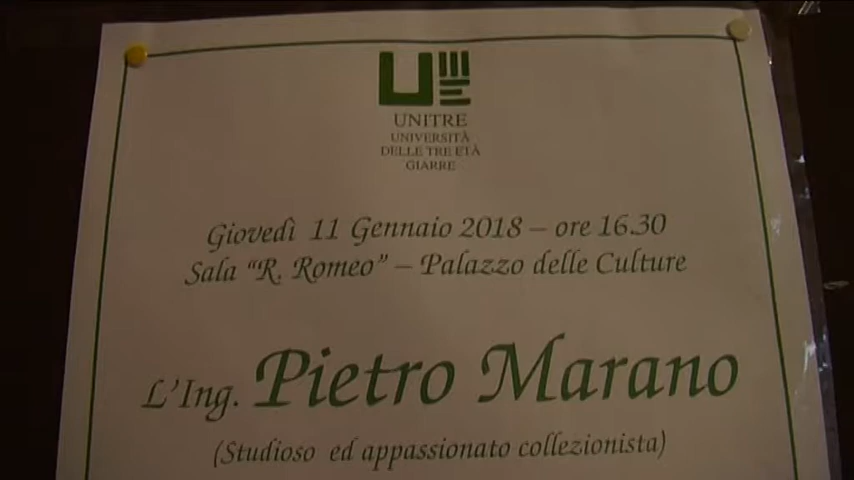 UNITRE
UNIVERSITÀ
DELLE TRE ETÀ
GIARRE
Giovedì 11 Gennaio 2018 – ore 16.30
Sala “R. Romeo” – Palazzo delle Culture
L’Ing. Pietro Marano
(Studioso ed appassionato collezionista)